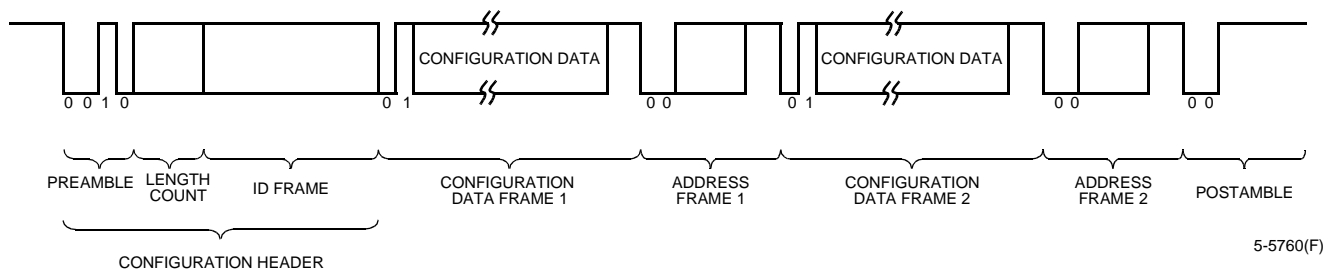 CONFIGURATION DATA
CONFIGURATION DATA
0 0 1 0
0 1
0 0
0 1
0 0
0 0
PREAMBLE
LENGTH
COUNT
ID FRAME
CONFIGURATION
DATA FRAME 1
ADDRESS
FRAME 1
CONFIGURATION
DATA FRAME 2
ADDRESS
FRAME 2
POSTAMBLE
CONFIGURATION HEADER
5-5760(F)